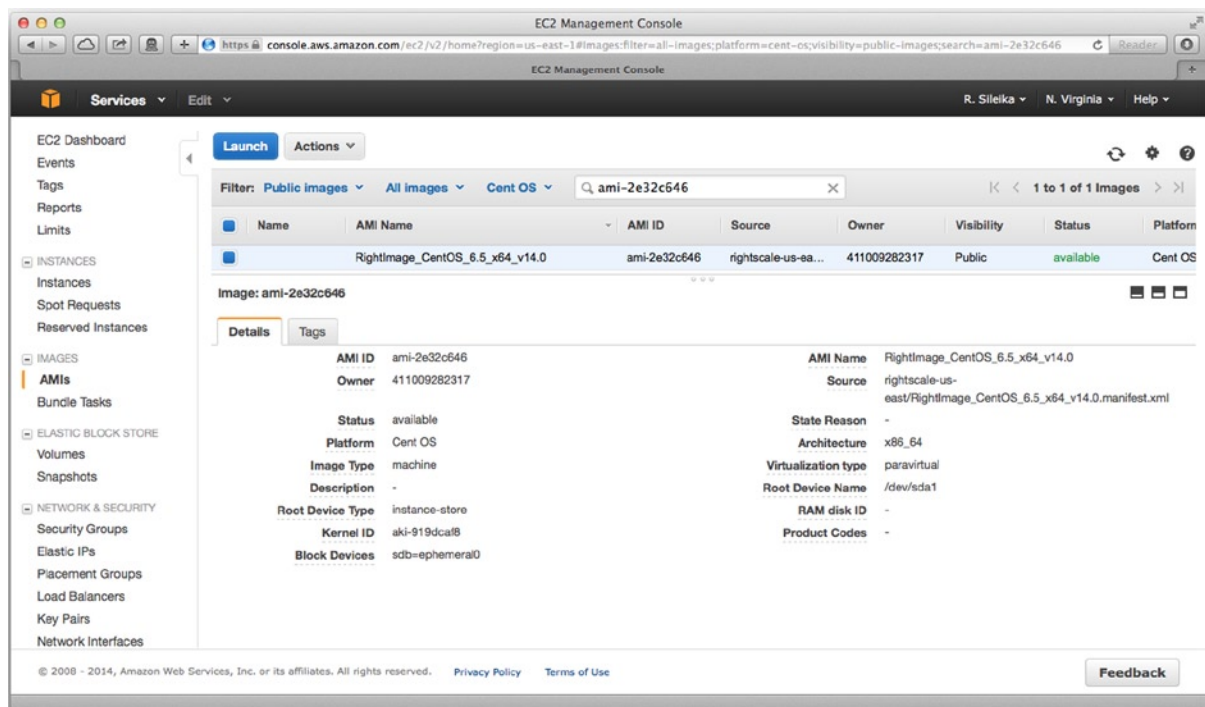 EC2 Management Console
https console.aws.amazon.com/ec2/v2/home?region=us-east-1#Images:filter=all-images;platform=cent-os;visibility=public-images;search=ami-2e32c646 Reader
EC2 Management Console
Services Edit R. Sileika N. Virginia Help
EC2 Dashboard
Events
Tags
Reports
Limits
INSTANCES
Instances
Spot Requests
Reserved Instances
IMAGES
AMIs
Bundle Tasks
ELASTIC BLOCK STORE
Volumes
Snapshots
NETWORK & SECURITY
Security Groups
Elastic IPs
Placement Groups
Load Balancers
Key Pairs
Network Interfaces
Launch Actions
Filter: Public images All images Cent OS ami-2e32c646 1 to 1 of 1 Images
Name AMI Name AMI ID Source Owner Visibility Status Platform
RightImage_CentOS_6.5_x64_v14.0 ami-2e32c646 rightscale-us-ea... 411009282317 Public available Cent OS
Image: ami-2e32c646
Details Tags
AMI ID ami-2e32c646 AMI Name RightImage_CentOS_6.5_x64_v14.0
Owner 411009282317 Source rightscale-us-
east/RightImage_CentOS_6.5_x64_v14.0.manifest.xml
Status available State Reason -
Platform Cent OS Architecture x86_64
Image Type machine Virtualization type paravirtual
Description - Root Device Name /dev/sda1
Root Device Type instance-store RAM disk ID -
Kernel ID aki-919dcaf8 Product Codes -
Block Devices sdb=ephemeral0
© 2008 - 2014, Amazon Web Services, Inc. or its affiliates. All rights reserved. Privacy Policy Terms of Use Feedback